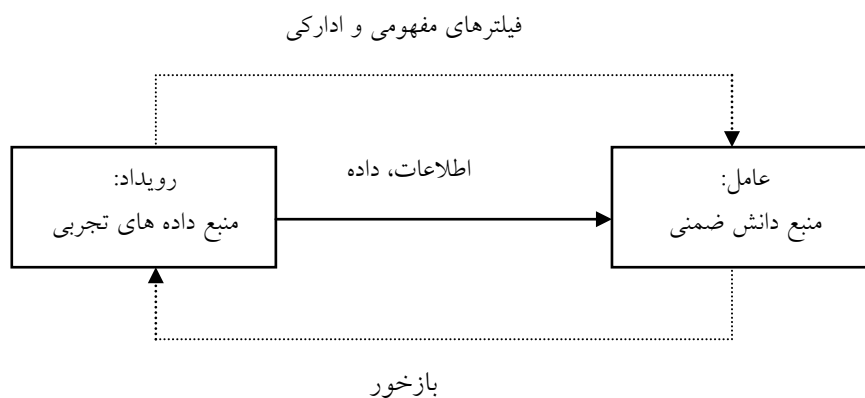 فیلترهای مفهومی و ادارکی
رویداد:
منبع داده های تجربی
اطلاعات، داده
عامل:
منبع دانش ضمنی
بازخور